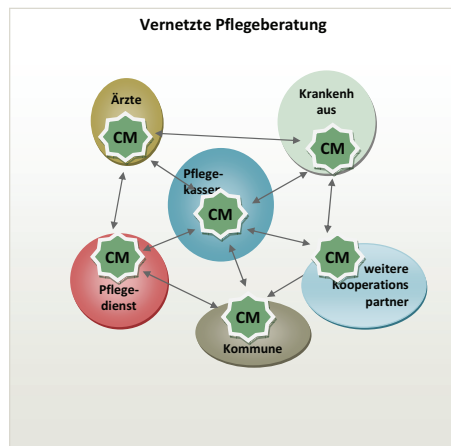 Vernetzte Pflegeberatung
Ärzte
CM
Krankenh
aus
CM
Pflege-
kassen
CM
CM
Pflege-
dienst
CM
weitere
Kooperations
partner
CM
Kommune